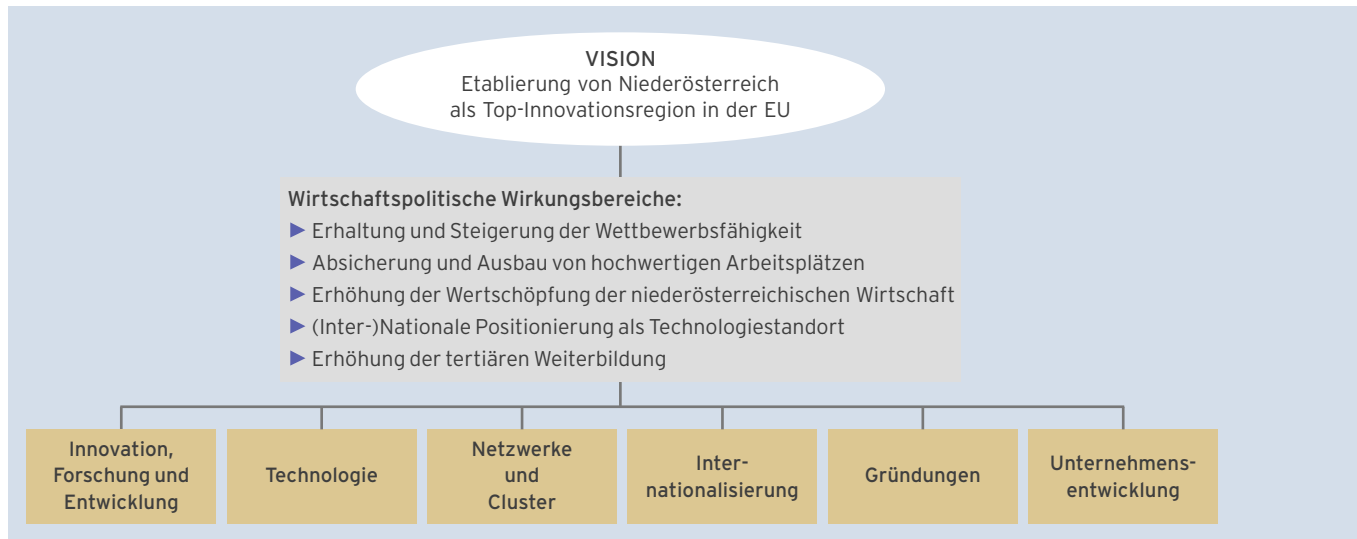 VISION
Etablierung von Niederösterreich
als Top-Innovationsregion in der EU
Wirtschaftspolitische Wirkungsbereiche:
► Erhaltung und Steigerung der Wettbewerbsfähigkeit
► Absicherung und Ausbau von hochwertigen Arbeitsplätzen
► Erhöhung der Wertschöpfung der niederösterreichischen Wirtschaft
► (Inter-)Nationale Positionierung als Technologiestandort
► Erhöhung der tertiären Weiterbildung
Innovation,
Forschung und
Entwicklung
Technologie
Netzwerke
und
Cluster
Inter-
nationalisierung
Gründungen
Unternehmens-
entwicklung